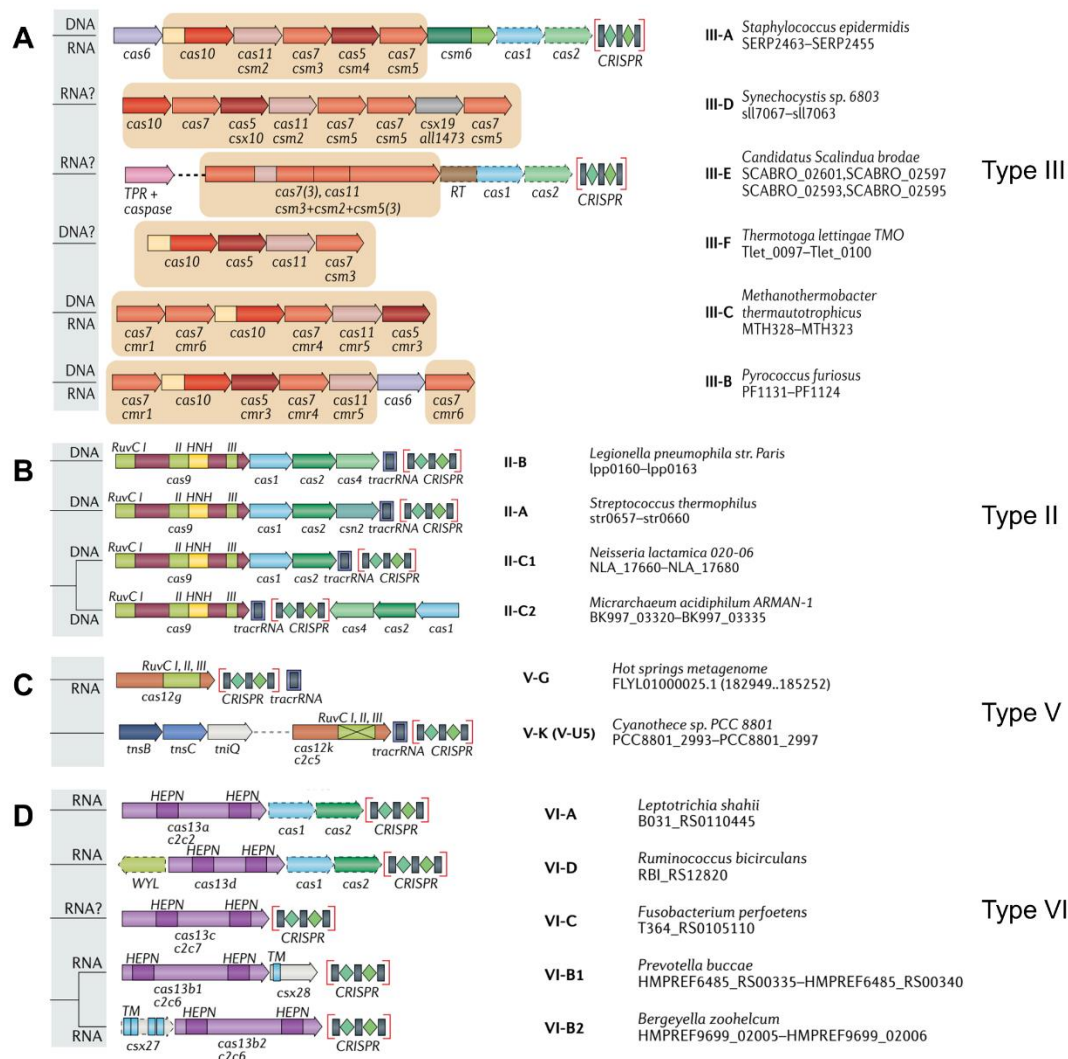 A
DNA
RNA
cas6
cas10
cas11
csm2
cas7
csm3
cas5
csm4
cas7
csm5
csm6
cas1
cas2
CRISPR
III-A
Staphylococcus epidermidis
SERP2463–SERP2455
RNA?
cas10
cas7
cas5
csx10
cas11
csm2
cas7
csm5
cas7
csm5
csx19
all1473
cas7
csm5
III-D
Synechocystis sp. 6803
sll7067–sll7063
RNA?
TPR +
caspase
cas7(3), cas11
csm3+csm2+csm5(3)
RT
cas1
cas2
CRISPR
III-E
Candidatus Scalindua brodae
SCABRO_02601,SCABRO_02597
SCABRO_02593,SCABRO_02595
Type III
DNA?
cas10
cas5
cas11
cas7
csm3
III-F
Thermotoga lettingae TMO
Tlet_0097–Tlet_0100
DNA
RNA
cas7
cmr1
cas7
cmr6
cas10
cas7
cmr4
cas11
cmr5
cas5
cmr3
III-C
Methanothermobacter
thermautotrophicus
MTH328–MTH323
DNA
RNA
cas7
cmr1
cas10
cas5
cmr3
cas7
cmr4
cas11
cmr5
cas6
cas7
cmr6
III-B
Pyrococcus furiosus
PF1131–PF1124
B
DNA
RuvC I
II
HNH
III
cas9
cas1
cas2
cas4
tracrRNA
CRISPR
II-B
Legionella pneumophila str. Paris
lpp0160–lpp0163
DNA
RuvC I
II
HNH
III
cas9
cas1
cas2
csn2
tracrRNA
CRISPR
II-A
Streptococcus thermophilus
str0657–str0660
Type II
DNA
RuvC I
II
HNH
III
cas9
cas1
cas2
tracrRNA
CRISPR
II-C1
Neisseria lactamica 020-06
NLA_17660–NLA_17680
DNA
RuvC I
II
HNH
III
cas9
tracrRNA
CRISPR
cas4
cas2
cas1
II-C2
Micrarchaeum acidiphilum ARMAN-1
BK997_03320–BK997_03335
C
RNA
RuvC I, II, III
cas12g
CRISPR
tracrRNA
V-G
Hot springs metagenome
FLYL01000025.1 (182949..185252)
Type V
tnsB
tnsC
tniQ
RuvC I, II, III
cas12k
c2c5
tracrRNA
CRISPR
V-K (V-U5)
Cyanothece sp. PCC 8801
PCC8801_2993–PCC8801_2997
D
RNA
HEPN
HEPN
cas13a
c2c2
cas1
cas2
CRISPR
VI-A
Leptotrichia shahii
B031_RS0110445
RNA
WYL
HEPN
HEPN
cas13d
cas1
cas2
CRISPR
VI-D
Ruminococcus bicirculans
RBI_RS12820
RNA?
HEPN
HEPN
cas13c
c2c7
CRISPR
VI-C
Fusobacterium perfoetens
T364_RS0105110
Type VI
RNA
HEPN
HEPN
TM
cas13b1
c2c6
csx28
CRISPR
VI-B1
Prevotella buccae
HMPREF6485_RS00335–HMPREF6485_RS00340
RNA
TM
csx27
HEPN
HEPN
cas13b2
c2c6
CRISPR
VI-B2
Bergeyella zoohelcum
HMPREF9699_02005–HMPREF9699_02006